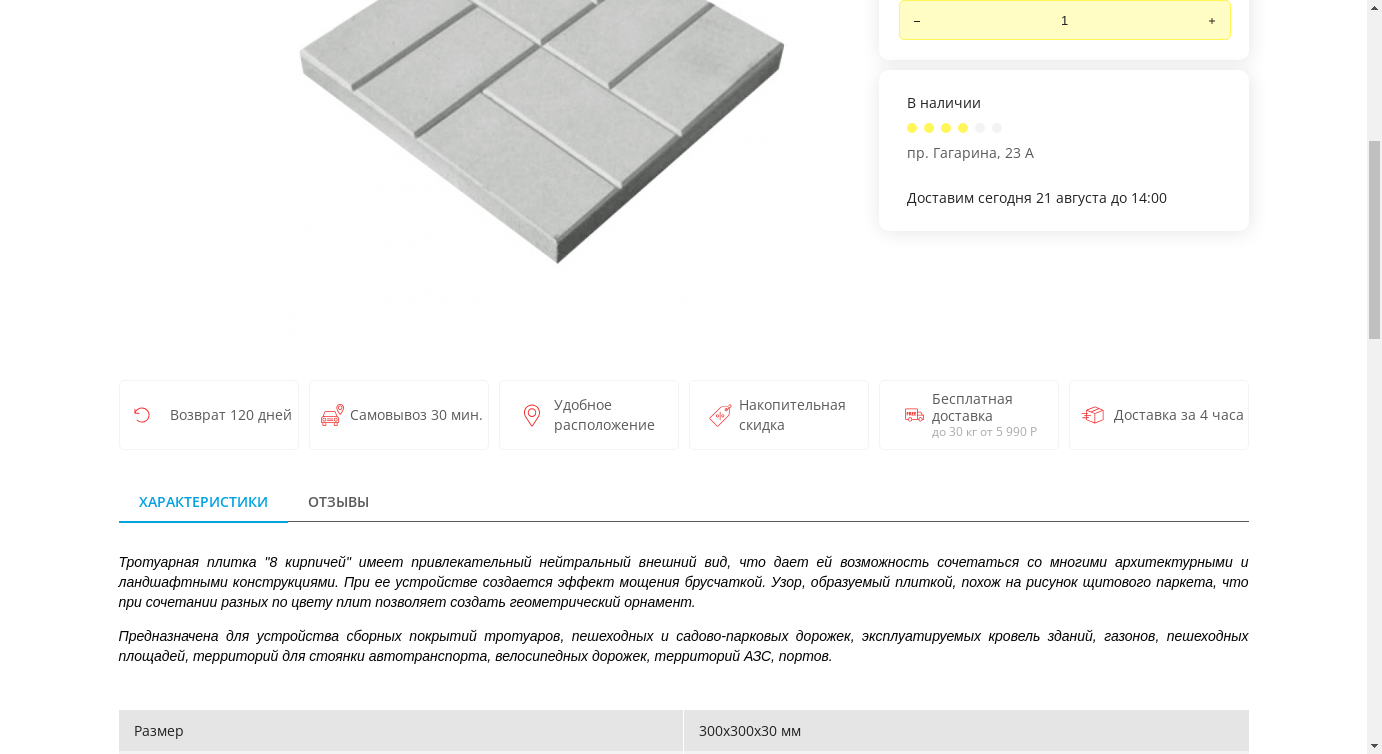 –
1
+
В наличии
пр. Гагарина, 23 А
Доставим сегодня 21 августа до 14:00
Возврат 120 дней
Самовывоз 30 мин.
Удобное
расположение
Накопительная
скидка
Бесплатная
доставка
до 30 кг от 5 990 Р
Доставка за 4 часа
ХАРАКТЕРИСТИКИ
ОТЗЫВЫ
Тротуарная плитка "8 кирпичей" имеет привлекательный нейтральный внешний вид, что дает ей возможность сочетаться со многими архитектурными и
ландшафтными конструкциями. При ее устройстве создается эффект мощения брусчаткой. Узор, образуемый плиткой, похож на рисунок щитового паркета, что
при сочетании разных по цвету плит позволяет создать геометрический орнамент.
Предназначена для устройства сборных покрытий тротуаров, пешеходных и садово-парковых дорожек, эксплуатируемых кровель зданий, газонов, пешеходных
площадей, территорий для стоянки автотранспорта, велосипедных дорожек, территорий АЗС, портов.
Размер
300х300х30 мм